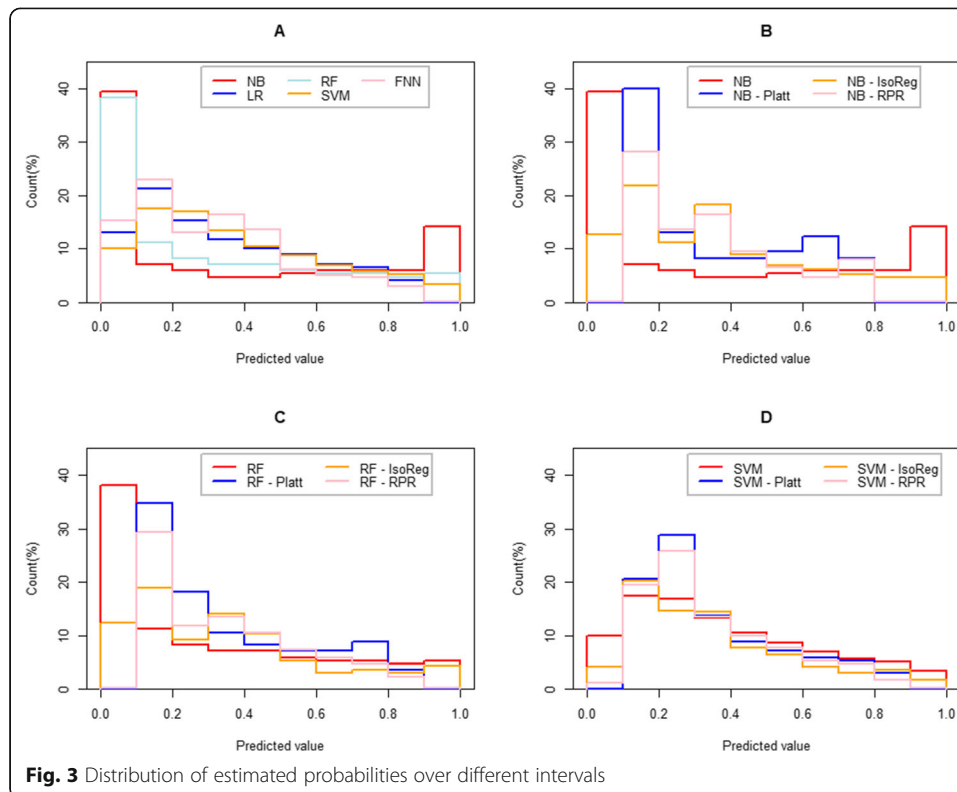 A
NB RF FNN
LR SVM
Count(%)
0 10 20 30 40
0.0 0.2 0.4 0.6 0.8 1.0
Predicted value
B
NB NB - IsoReg
NB - Platt NB - RPR
Count(%)
0 10 20 30 40
0.0 0.2 0.4 0.6 0.8 1.0
Predicted value
C
RF RF - IsoReg
RF - Platt RF - RPR
Count(%)
0 10 20 30 40
0.0 0.2 0.4 0.6 0.8 1.0
Predicted value
D
SVM SVM - IsoReg
SVM - Platt SVM - RPR
Count(%)
0 10 20 30 40
0.0 0.2 0.4 0.6 0.8 1.0
Predicted value
Fig. 3 Distribution of estimated probabilities over different intervals